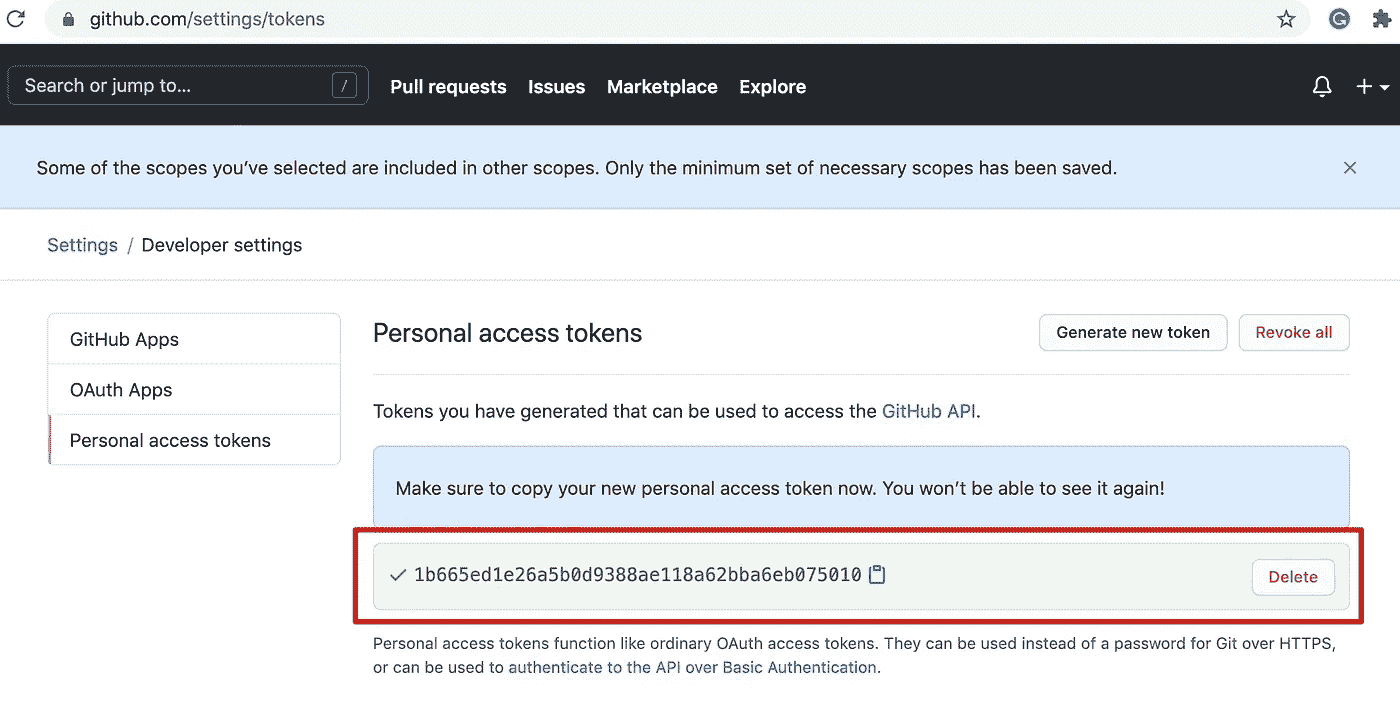 github.com/settings/tokens
Search or jump to... /
Pull requests Issues Marketplace Explore
Some of the scopes you’ve selected are included in other scopes. Only the minimum set of necessary scopes has been saved.
Settings / Developer settings
GitHub Apps
OAuth Apps
Personal access tokens
Personal access tokens
Generate new token
Revoke all
Tokens you have generated that can be used to access the GitHub API.
Make sure to copy your new personal access token now. You won’t be able to see it again!
1b665ed1e26a5b0d9388ae118a62bba6eb075010
Delete
Personal access tokens function like ordinary OAuth access tokens. They can be used instead of a password for Git over HTTPS,
or can be used to authenticate to the API over Basic Authentication.